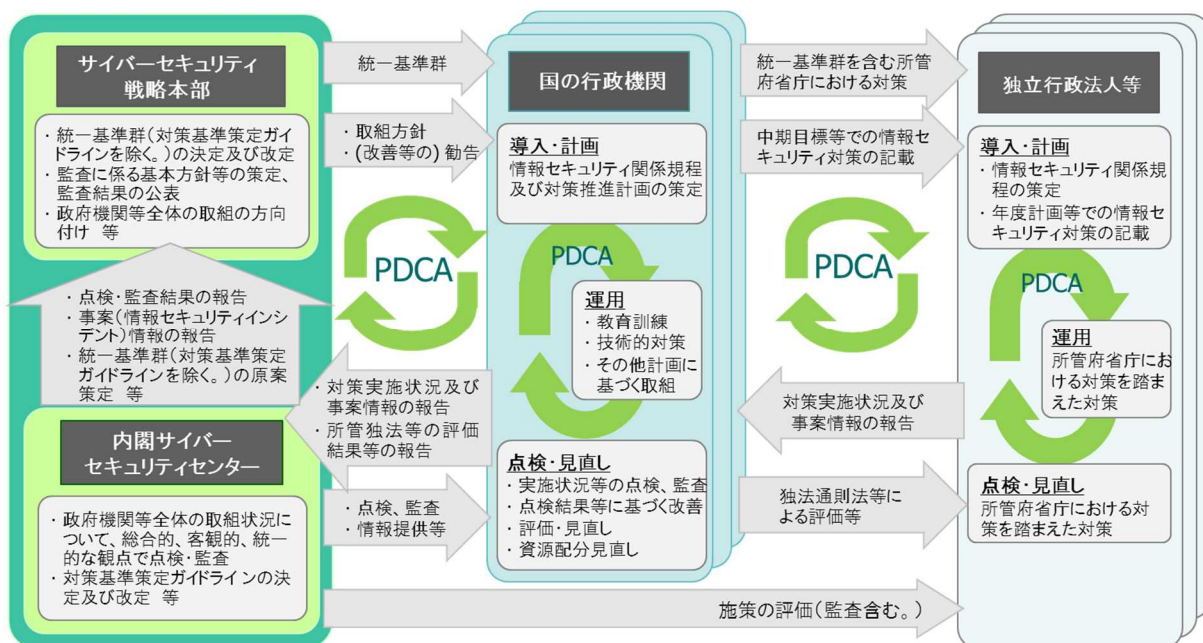 サイバーセキュリティ
戦略本部
・ 統一基準群(対策基準策定ガイ
ドラインを除く。)の決定及び改定
・ 監査に係る基本方針等の策定、
監査結果の公表
・ 政府機関等全体の取組の方向
付け 等
・ 点検・監査結果の報告
・ 事案(情報セキュリティインシ
デント)情報の報告
・ 統一基準群(対策基準策定
ガイドラインを除く。)の原案
策定 等
内閣サイバー
セキュリティセンター
・ 政府機関等全体の取組状況に
ついて、総合的、客観的、統一
的な観点で点検・監査
・ 対策基準策定ガイドラインの決
定及び改定 等
統一基準群
・ 取組方針
・ (改善等の) 勧告
PDCA
・ 対策実施状況及び
事案情報の報告
・ 所管独法等の評価
結果等の報告
・ 点検、監査
・ 情報提供等
国の行政機関
導入・計画
情報セキュリティ関係規程
及び対策推進計画の策定
PDCA
運用
・ 教育訓練
・ 技術的対策
・ その他計画に
基づく取組
点検・見直し
・ 実施状況等の点検、監査
・ 点検結果等に基づく改善
・ 評価・見直し
・ 資源配分見直し
統一基準群を含む所管
府省庁における対策
中期目標等での情報セ
キュリティ対策の記載
PDCA
対策実施状況及び
事案情報の報告
独法通則法等に
よる評価等
施策の評価(監査含む。)
独立行政法人等
導入・計画
・ 情報セキュリティ関係規
程の策定
・ 年度計画等での情報セ
キュリティ対策の記載
PDCA
運用
所管府省庁にお
ける対策を踏ま
えた対策
点検・見直し
所管府省庁における対
策を踏まえた対策